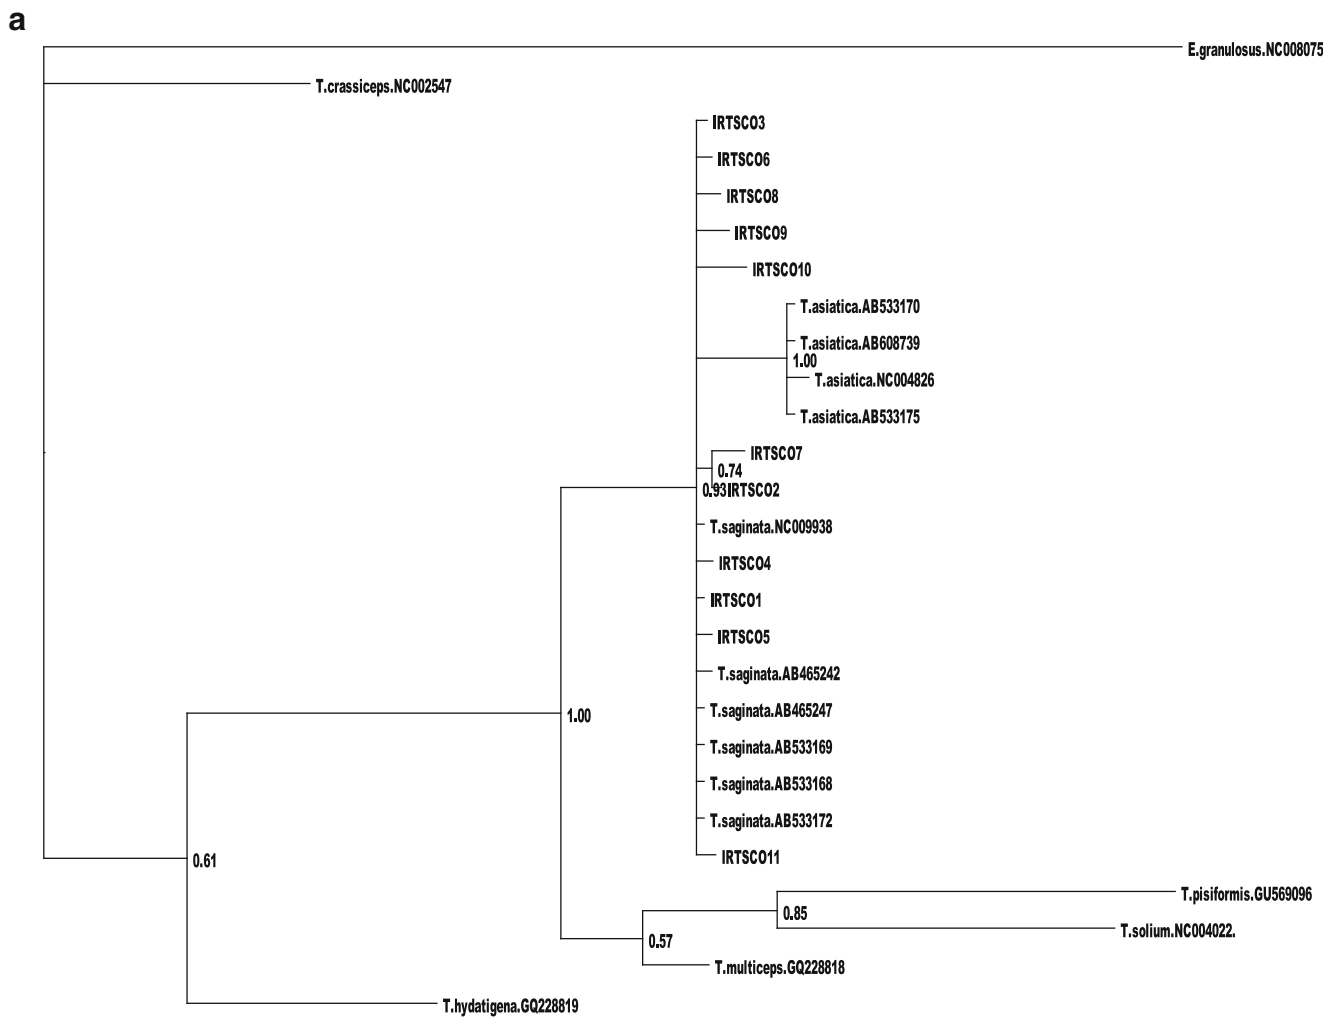 a
E.granulosus.NC008075
T.crassiceps.NC002547
IRTSCO3
IRTSCO6
IRTSCO8
IRTSCO9
IRTSCO10
T.asiatica.AB533170
T.asiatica.AB608739
1.00
T.asiatica.NC004826
T.asiatica.AB533175
IRTSCO7
0.74
0.93IRTSCO2
T.saginata.NC009938
IRTSCO4
IRTSCO1
IRTSCO5
T.saginata.AB465242
T.saginata.AB465247
1.00
T.saginata.AB533169
T.saginata.AB533168
T.saginata.AB533172
IRTSCO11
0.61
T.pisiformis.GU569096
0.85
T.solium.NC004022.
0.57
T.multiceps.GQ228818
T.hydatigena.GQ228819